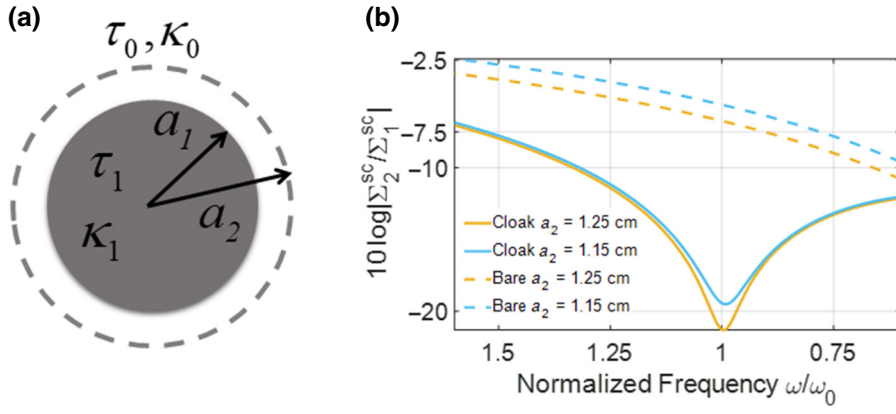 (a)
τ₀, κ₀
a₁
τ₁
a₂
κ₁
(b)
10 log|Σ₂ˢᶜ/Σ₁ˢᶜ|
−2.5
−7.5
−10
−20
Cloak a₂ = 1.25 cm
Cloak a₂ = 1.15 cm
Bare a₂ = 1.25 cm
Bare a₂ = 1.15 cm
1.5 1.25 1 0.75
Normalized Frequency ω/ω₀